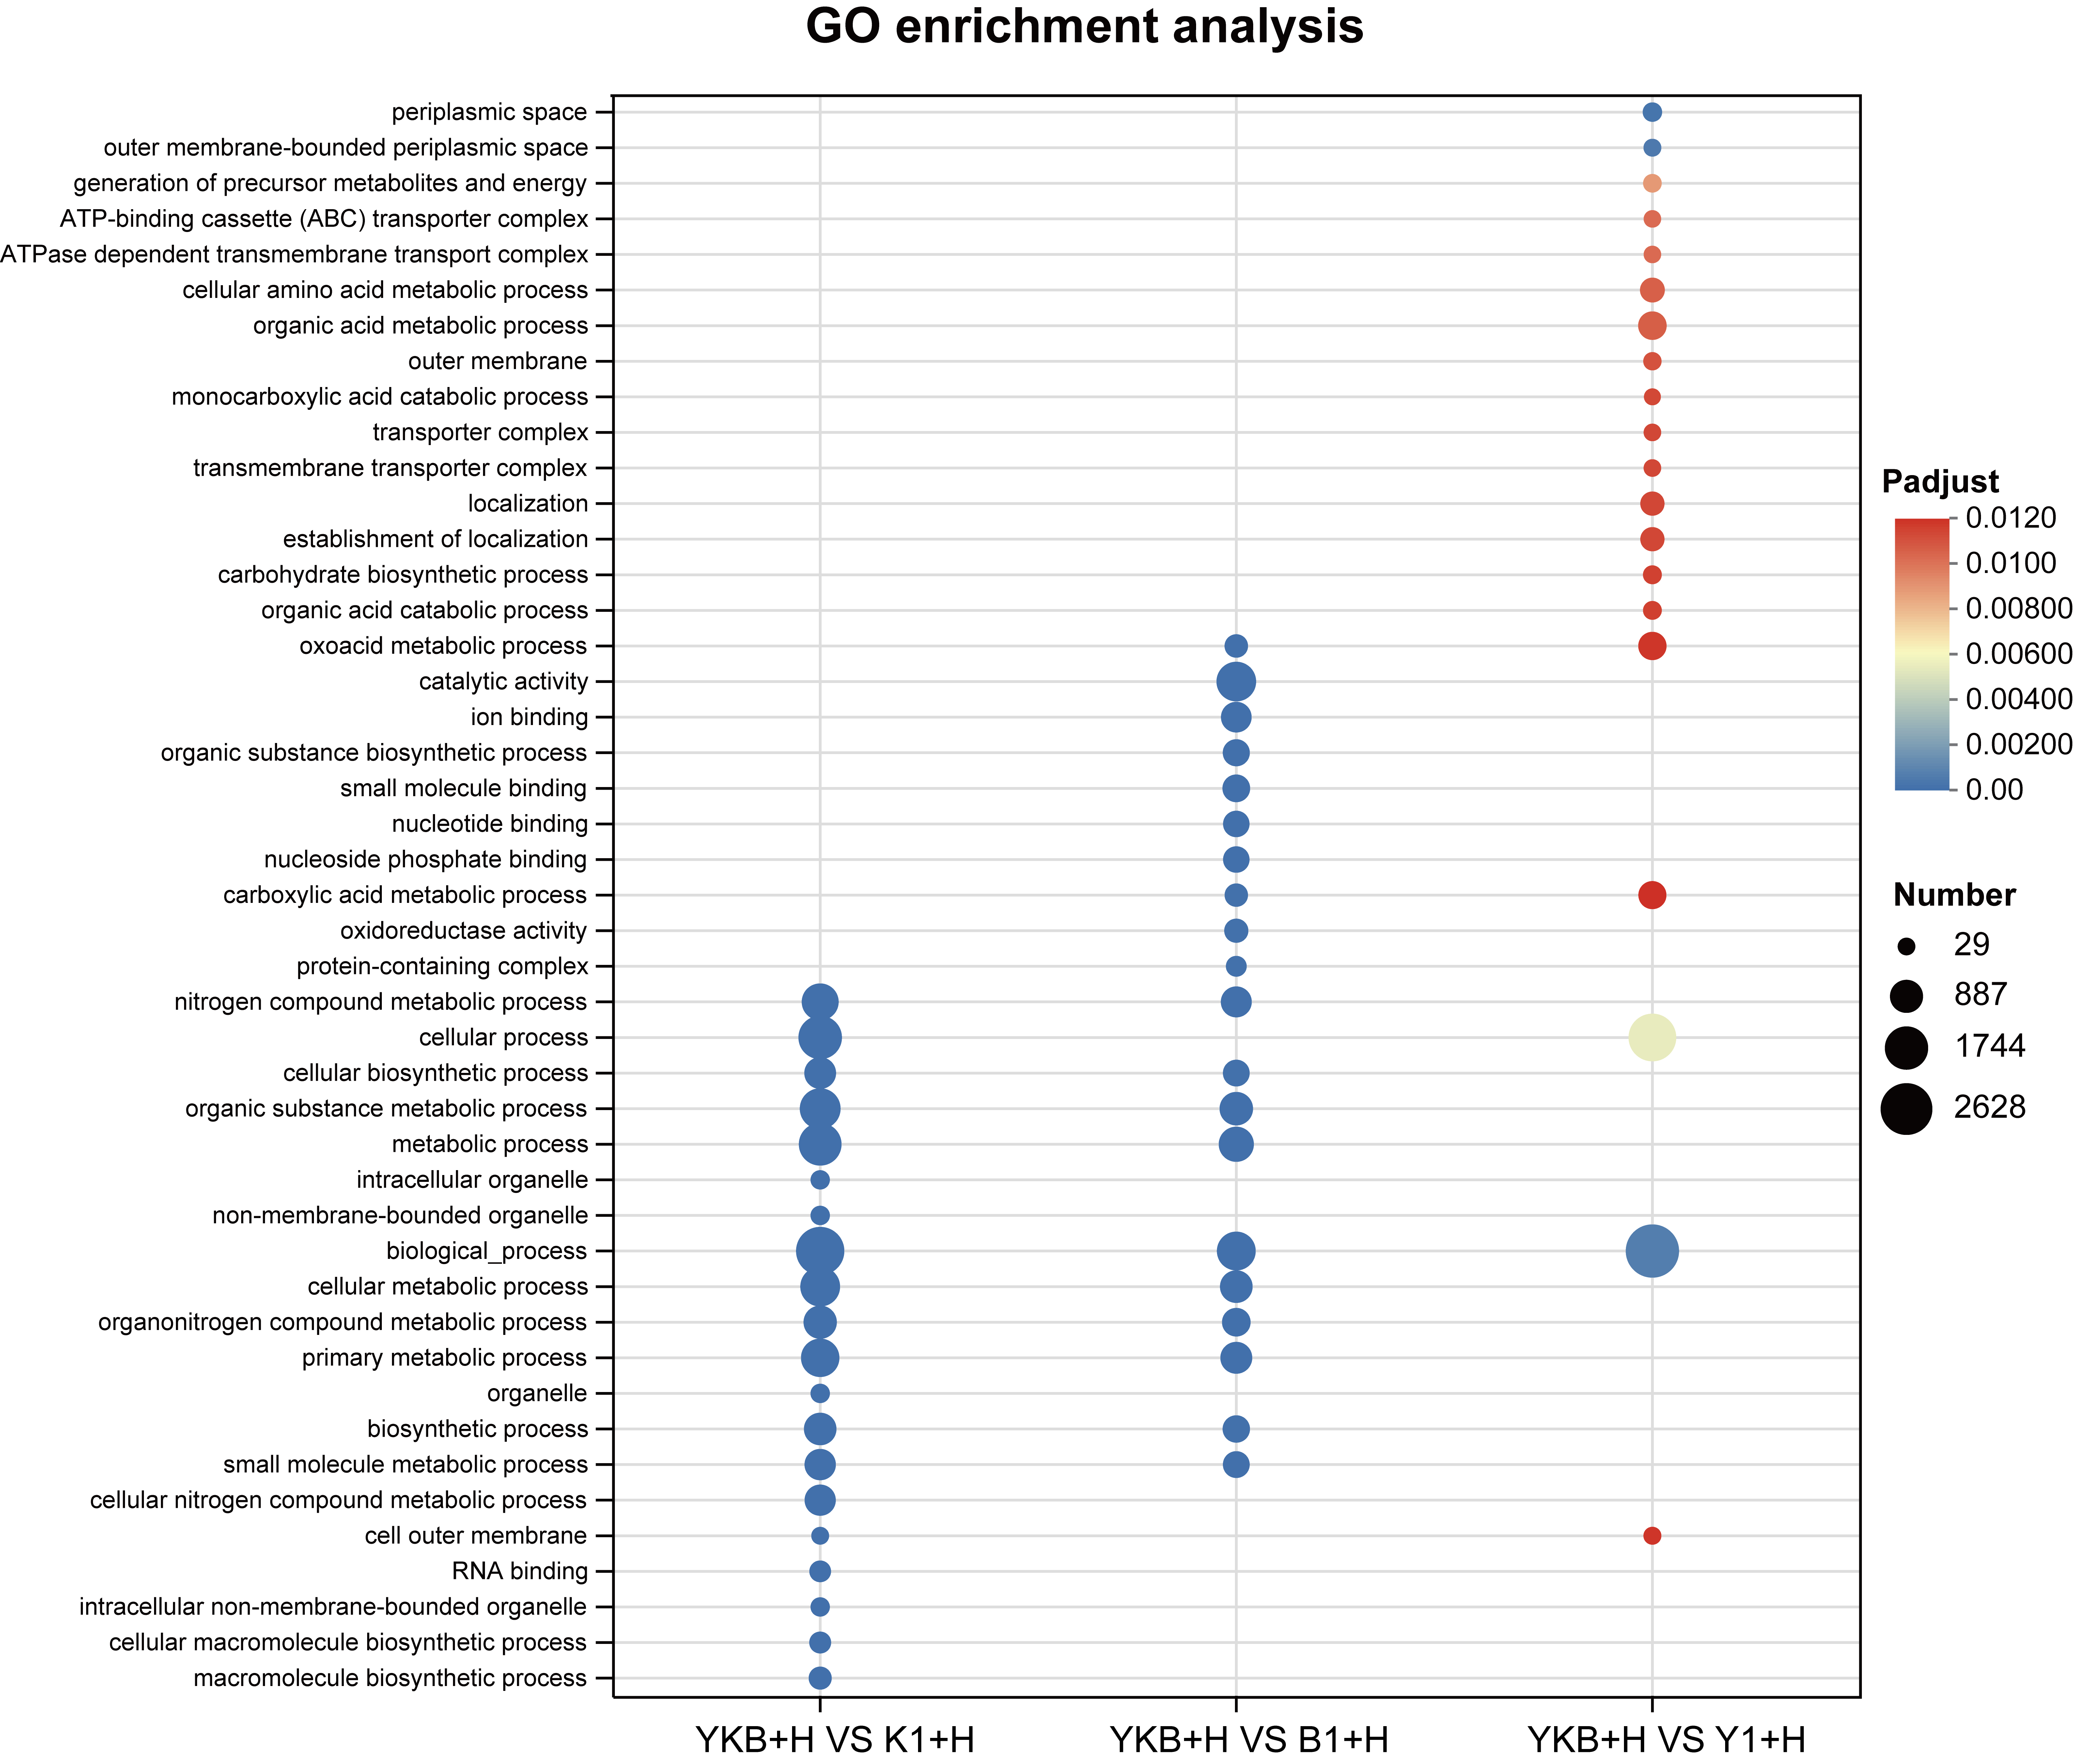 GO enrichment analysis
periplasmic space
outer membrane-bounded periplasmic space
generation of precursor metabolites and energy
ATP-binding cassette (ABC) transporter complex
ATPase dependent transmembrane transport complex
cellular amino acid metabolic process
organic acid metabolic process
outer membrane
monocarboxylic acid catabolic process
transporter complex
transmembrane transporter complex
localization
establishment of localization
carbohydrate biosynthetic process
organic acid catabolic process
oxoacid metabolic process
catalytic activity
ion binding
organic substance biosynthetic process
small molecule binding
nucleotide binding
nucleoside phosphate binding
carboxylic acid metabolic process
oxidoreductase activity
protein-containing complex
nitrogen compound metabolic process
cellular process
cellular biosynthetic process
organic substance metabolic process
metabolic process
intracellular organelle
non-membrane-bounded organelle
biological_process
cellular metabolic process
organonitrogen compound metabolic process
primary metabolic process
organelle
biosynthetic process
small molecule metabolic process
cellular nitrogen compound metabolic process
cell outer membrane
RNA binding
intracellular non-membrane-bounded organelle
cellular macromolecule biosynthetic process
macromolecule biosynthetic process
YKB+H VS K1+H
YKB+H VS B1+H
YKB+H VS Y1+H
Padjust
0.0120
0.0100
0.00800
0.00600
0.00400
0.00200
0.00
Number
29
887
1744
2628